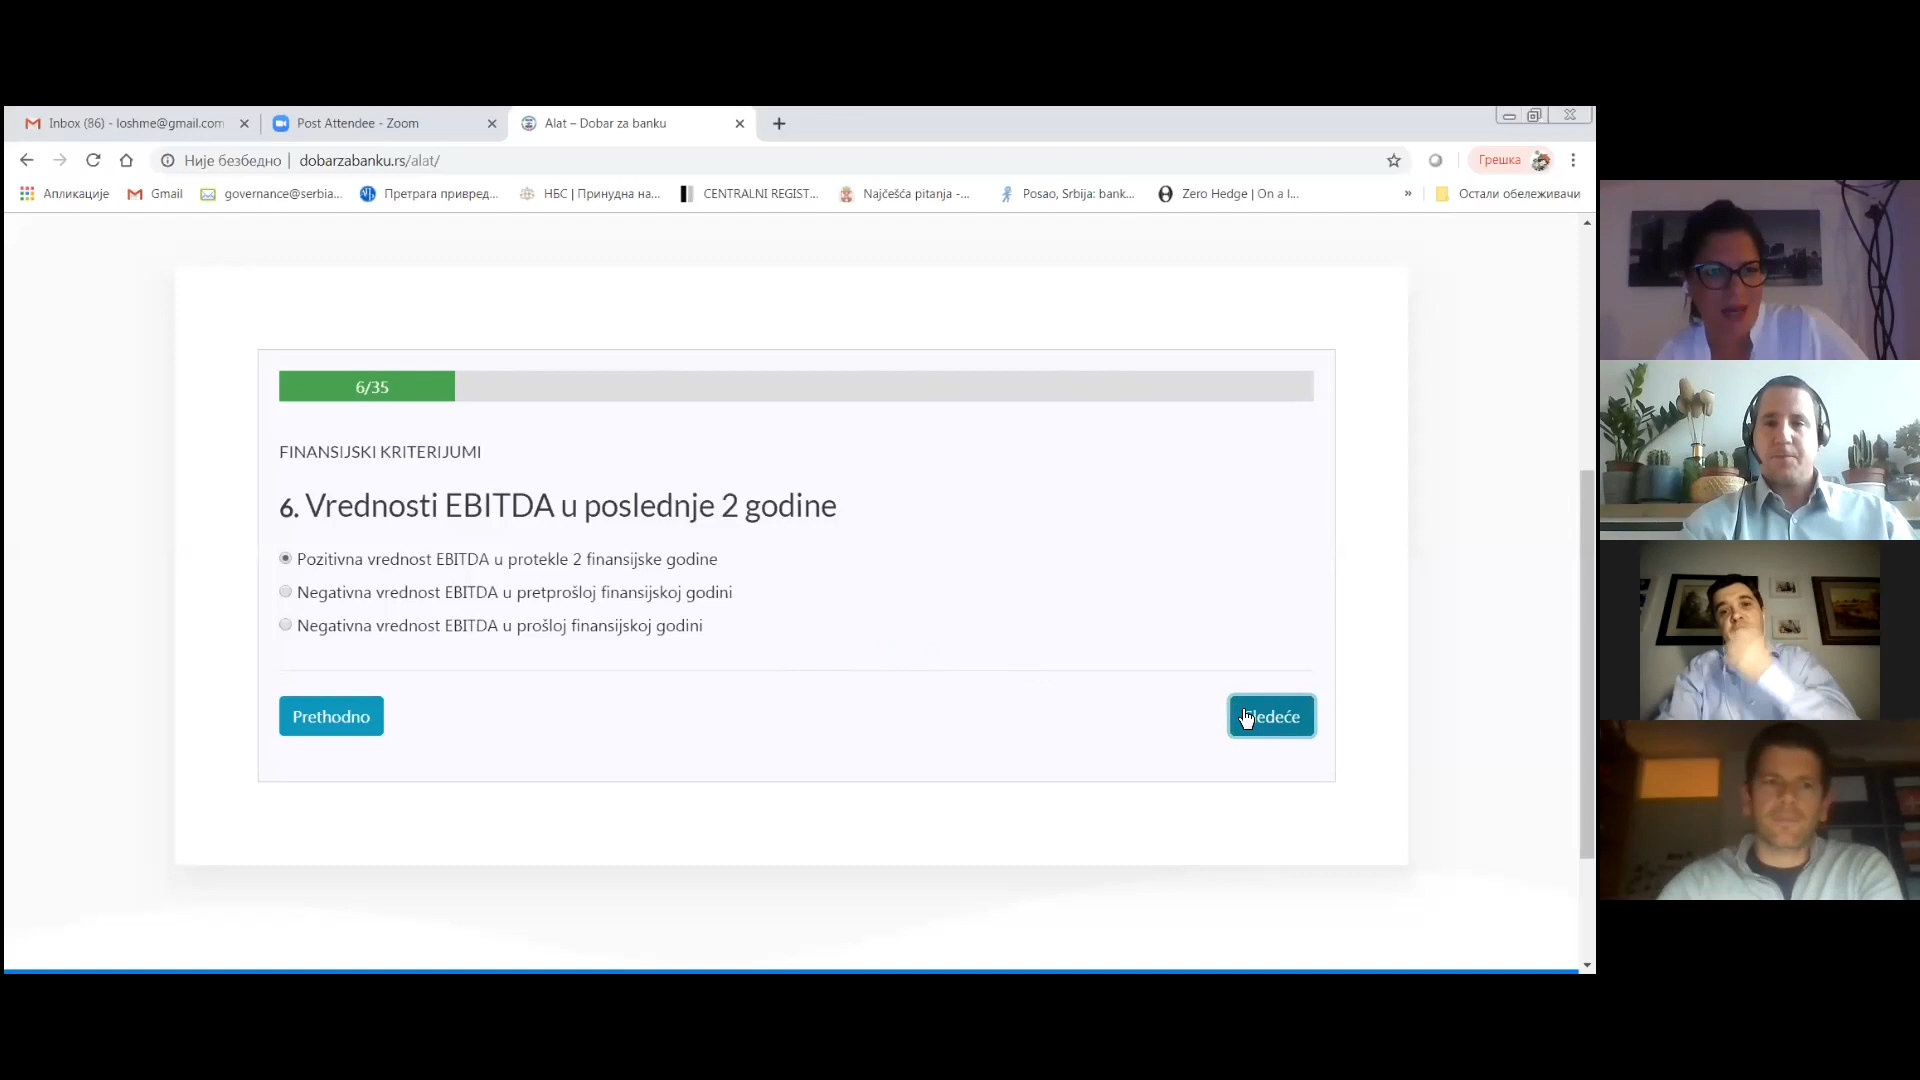 Inbox (86) - loshme@gmail.com
Post Attendee - Zoom
Alat – Dobar za banku
Није безбедно | dobarzabanku.rs/alat/
Грешка
Апликације
Gmail
governance@serbia...
Претрага привред...
НБС | Принудна на...
CENTRALNI REGIST...
Najčešća pitanja -...
Posao, Srbija: bank...
Zero Hedge | On a l...
»
Остали обележивачи
6/35
FINANSIJSKI KRITERIJUMI
6. Vrednosti EBITDA u poslednje 2 godine
Pozitivna vrednost EBITDA u protekle 2 finansijske godine
Negativna vrednost EBITDA u pretprošloj finansijskoj godini
Negativna vrednost EBITDA u prošloj finansijskoj godini
Prethodno
Sledeće